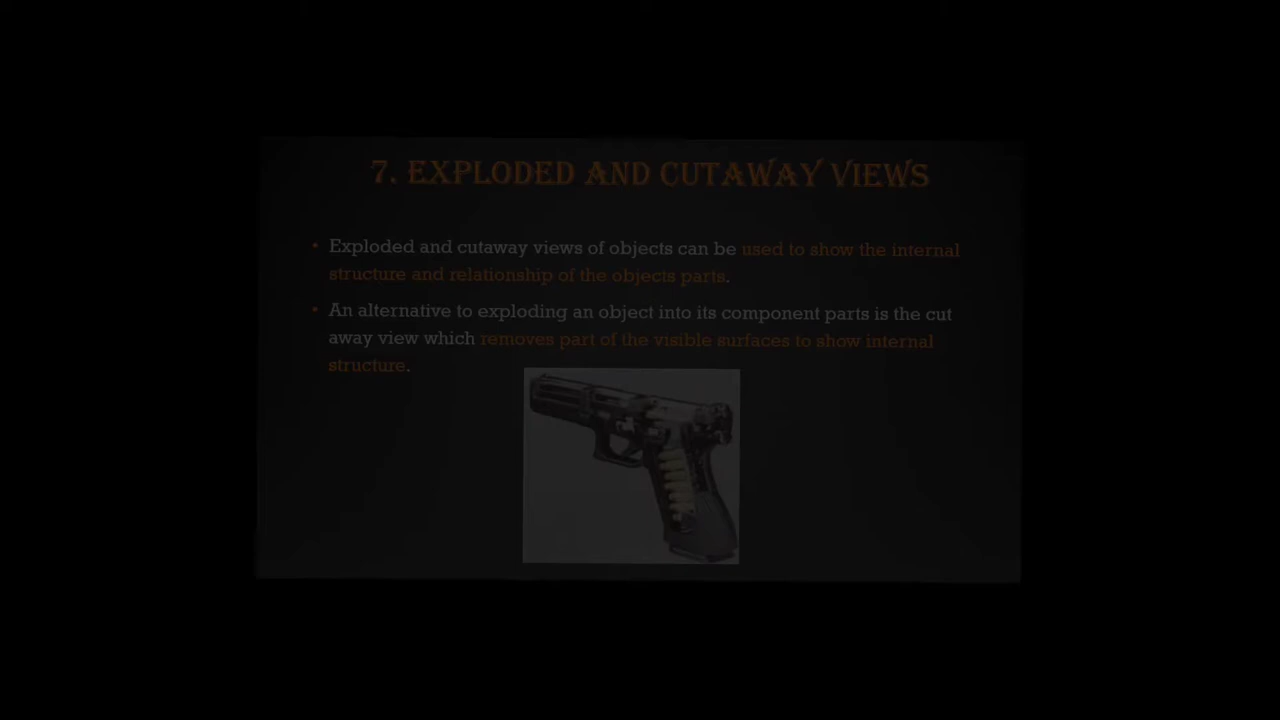 7. EXPLODED AND CUTAWAY VIEWS
• Exploded and cutaway views of objects can be used to show the internal
structure and relationship of the objects parts.
• An alternative to exploding an object into its component parts is the cut
away view which removes part of the visible surfaces to show internal
structure.